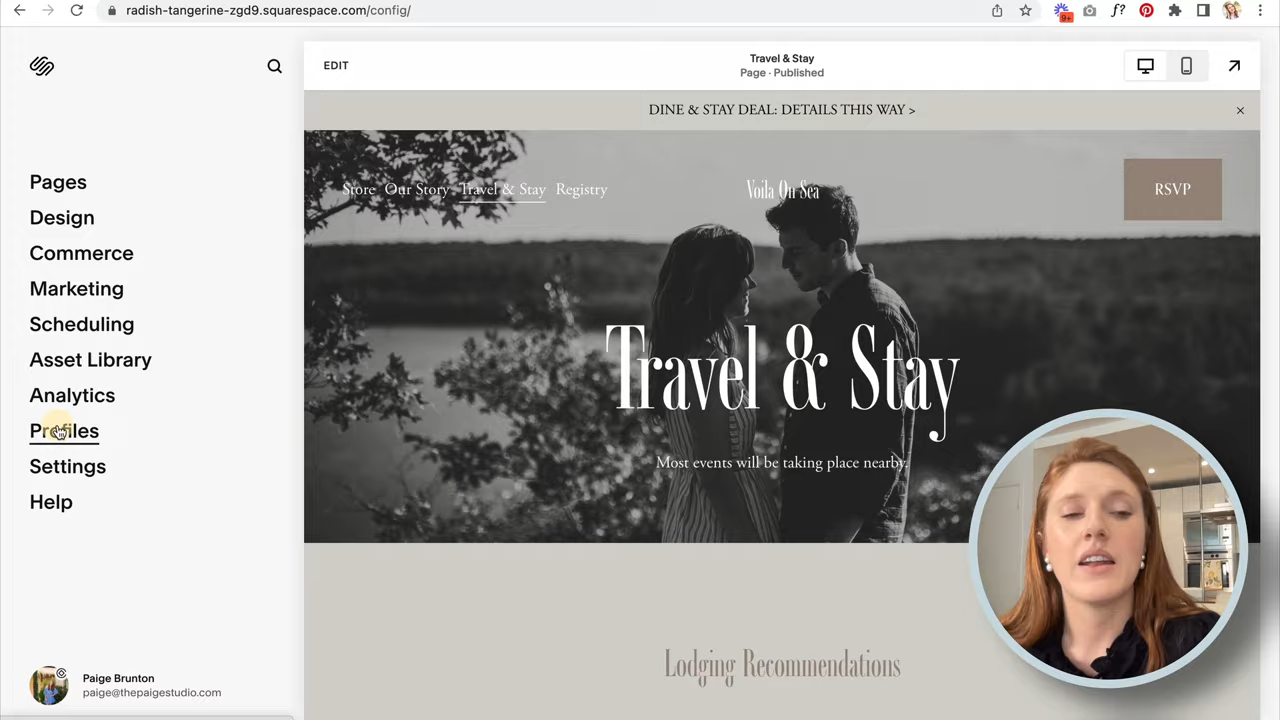 radish-tangerine-zgd9.squarespace.com/config/
9+
f?
EDIT
Travel & Stay
Page · Published
DINE & STAY DEAL: DETAILS THIS WAY >
Pages
Design
Commerce
Marketing
Scheduling
Asset Library
Analytics
Profiles
Settings
Help
Paige Brunton
paige@thepaigestudio.com
Store Our Story Travel & Stay Registry
Voila On Sea
RSVP
Travel & Stay
Most events will be taking place nearby.
Lodging Recommendations